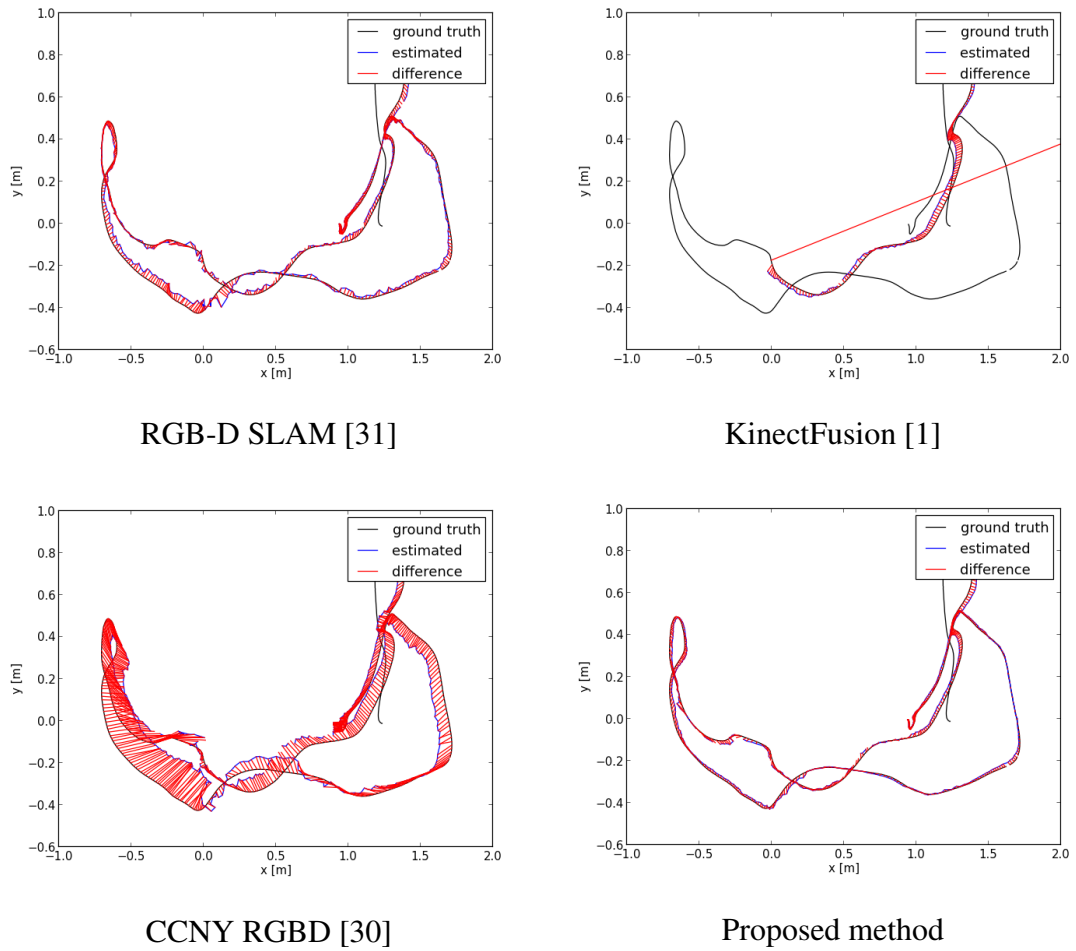 1.0
0.8
0.6
0.4
0.2
0.0
−0.2
−0.4
−0.6
y [m]
−1.0 −0.5 0.0 0.5 1.0 1.5 2.0
x [m]
ground truth
estimated
difference
RGB-D SLAM [31]
1.0
0.8
0.6
0.4
0.2
0.0
−0.2
−0.4
−0.6
y [m]
−1.0 −0.5 0.0 0.5 1.0 1.5 2.0
x [m]
ground truth
estimated
difference
KinectFusion [1]
1.0
0.8
0.6
0.4
0.2
0.0
−0.2
−0.4
−0.6
y [m]
−1.0 −0.5 0.0 0.5 1.0 1.5 2.0
x [m]
ground truth
estimated
difference
CCNY RGBD [30]
1.0
0.8
0.6
0.4
0.2
0.0
−0.2
−0.4
−0.6
y [m]
−1.0 −0.5 0.0 0.5 1.0 1.5 2.0
x [m]
ground truth
estimated
difference
Proposed method